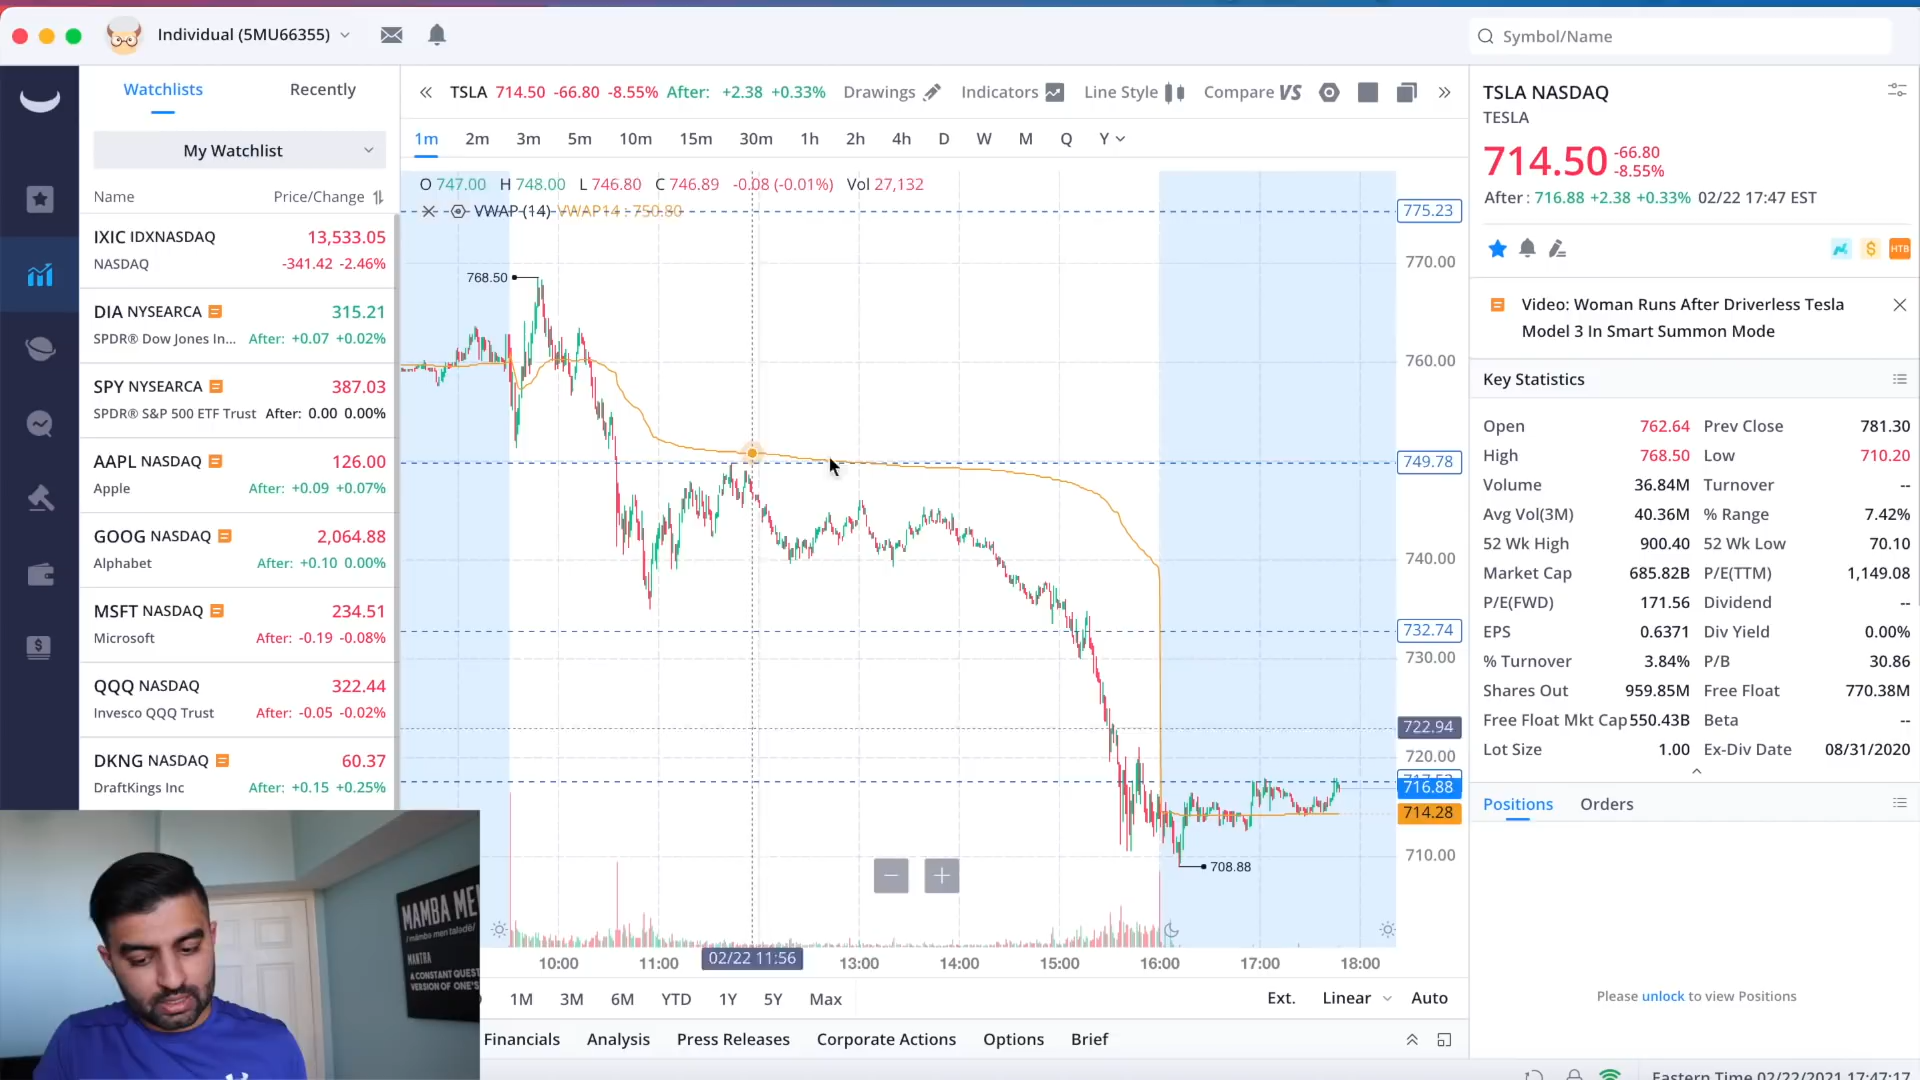 Individual (5MU66355)
Symbol/Name
Watchlists Recently
My Watchlist
Name Price/Change
IXIC IDXNASDAQ 13,533.05
NASDAQ -341.42 -2.46%
DIA NYSEARCA 315.21
SPDR® Dow Jones In... After: +0.07 +0.02%
SPY NYSEARCA 387.03
SPDR® S&P 500 ETF Trust After: 0.00 0.00%
AAPL NASDAQ 126.00
Apple After: +0.09 +0.07%
GOOG NASDAQ 2,064.88
Alphabet After: +0.10 0.00%
MSFT NASDAQ 234.51
Microsoft After: -0.19 -0.08%
QQQ NASDAQ 322.44
Invesco QQQ Trust After: -0.05 -0.02%
DKNG NASDAQ 60.37
DraftKings Inc After: +0.15 +0.25%
TSLA 714.50 -66.80 -8.55% After: +2.38 +0.33% Drawings Indicators Line Style Compare VS
1m 2m 3m 5m 10m 15m 30m 1h 2h 4h D W M Q Y
O 747.00 H 748.00 L 746.80 C 746.89 -0.08 (-0.01%) Vol 27,132
VWAP (14) VWAP14 : 750.80
775.23
770.00
768.50
760.00
749.78
740.00
732.74
730.00
722.94
720.00
716.88
714.28
710.00
708.88
10:00 11:00 02/22 11:56 13:00 14:00 15:00 16:00 17:00 18:00
1M 3M 6M YTD 1Y 5Y Max Ext. Linear Auto
Financials Analysis Press Releases Corporate Actions Options Brief
TSLA NASDAQ
TESLA
714.50 -66.80
-8.55%
After : 716.88 +2.38 +0.33% 02/22 17:47 EST
$ HTB
Video: Woman Runs After Driverless Tesla
Model 3 In Smart Summon Mode
Key Statistics
Open 762.64 Prev Close 781.30
High 768.50 Low 710.20
Volume 36.84M Turnover --
Avg Vol(3M) 40.36M % Range 7.42%
52 Wk High 900.40 52 Wk Low 70.10
Market Cap 685.82B P/E(TTM) 1,149.08
P/E(FWD) 171.56 Dividend --
EPS 0.6371 Div Yield 0.00%
% Turnover 3.84% P/B 30.86
Shares Out 959.85M Free Float 770.38M
Free Float Mkt Cap 550.43B Beta --
Lot Size 1.00 Ex-Div Date 08/31/2020
Positions Orders
Please unlock to view Positions
Eastern Time 02/22/2021 17:47:17
MAMBA ME
MANTRA
A CONSTANT QUEST
VERSION OF ONE'S